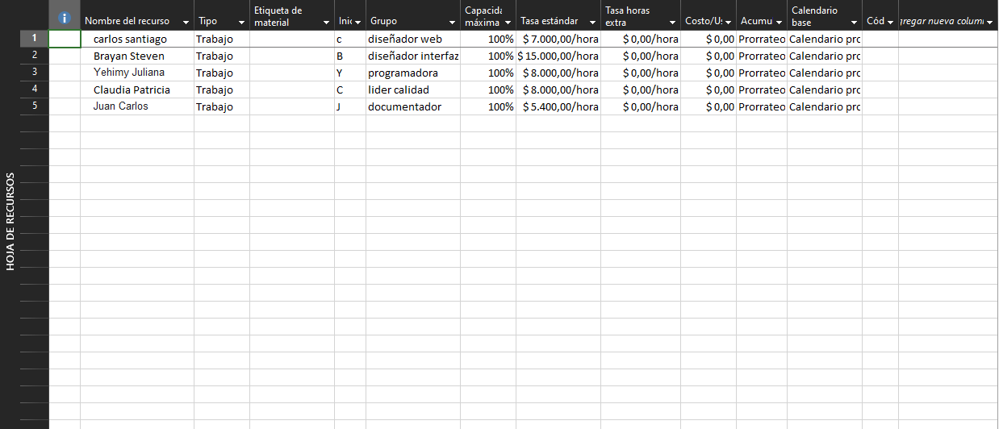 Nombre del recurso Tipo Etiqueta de material Inic Grupo Capacida máxima Tasa estándar Tasa horas extra Costo/Us Acumu Calendario base Cód gregar nueva colum
1 carlos santiago Trabajo c diseñador web 100% $ 7.000,00/hora $ 0,00/hora $ 0,00 Prorrateo Calendario prc
2 Brayan Steven Trabajo B diseñador interfaz 100% $ 15.000,00/hora $ 0,00/hora $ 0,00 Prorrateo Calendario prc
3 Yehimy Juliana Trabajo Y programadora 100% $ 8.000,00/hora $ 0,00/hora $ 0,00 Prorrateo Calendario prc
4 Claudia Patricia Trabajo C lider calidad 100% $ 8.000,00/hora $ 0,00/hora $ 0,00 Prorrateo Calendario prc
5 Juan Carlos Trabajo J documentador 100% $ 5.400,00/hora $ 0,00/hora $ 0,00 Prorrateo Calendario prc
HOJA DE RECURSOS